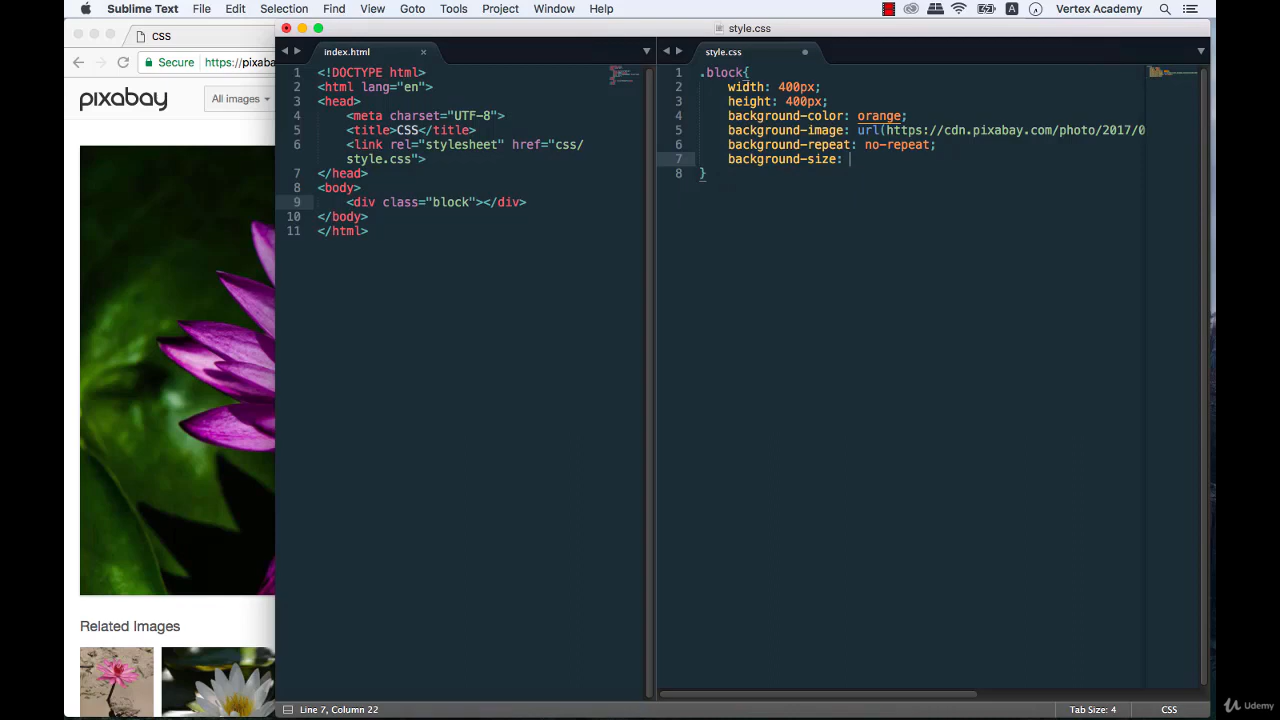 Sublime Text File Edit Selection Find View Goto Tools Project Window Help A Vertex Academy
CSS
Secure https://pixaba
pixabay All images
Related Images
style.css
index.html
1 <!DOCTYPE html>
2 <html lang="en">
3 <head>
4 <meta charset="UTF-8">
5 <title>CSS</title>
6 <link rel="stylesheet" href="css/
style.css">
7 </head>
8 <body>
9 <div class="block"></div>
10 </body>
11 </html>
style.css
1 .block{
2 width: 400px;
3 height: 400px;
4 background-color: orange;
5 background-image: url(https://cdn.pixabay.com/photo/2017/0
6 background-repeat: no-repeat;
7 background-size:
8 }
Line 7, Column 22 Tab Size: 4 CSS
Udemy